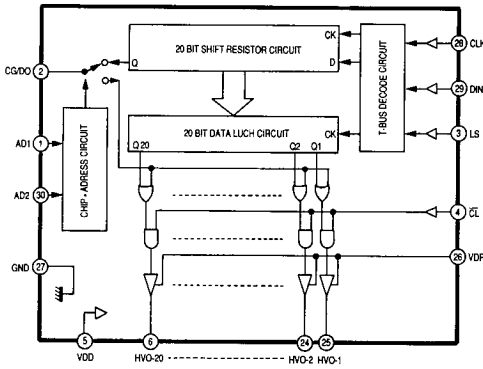 20 BIT SHIFT RESISTOR CIRCUIT
CK
Q
D
T-BUS DECODE CIRCUIT
28 CLK
CG/DO
2
29 DIN
20 BIT DATA LUCH CIRCUIT
CK
Q 20
Q2 Q1
3 LS
AD1
1
CHIP • ADRESS CIRCUIT
AD2
30
4 CL
GND
27
26 VDF
5
VDD
6
HVO-20
24
HVO-2
25
HVO-1